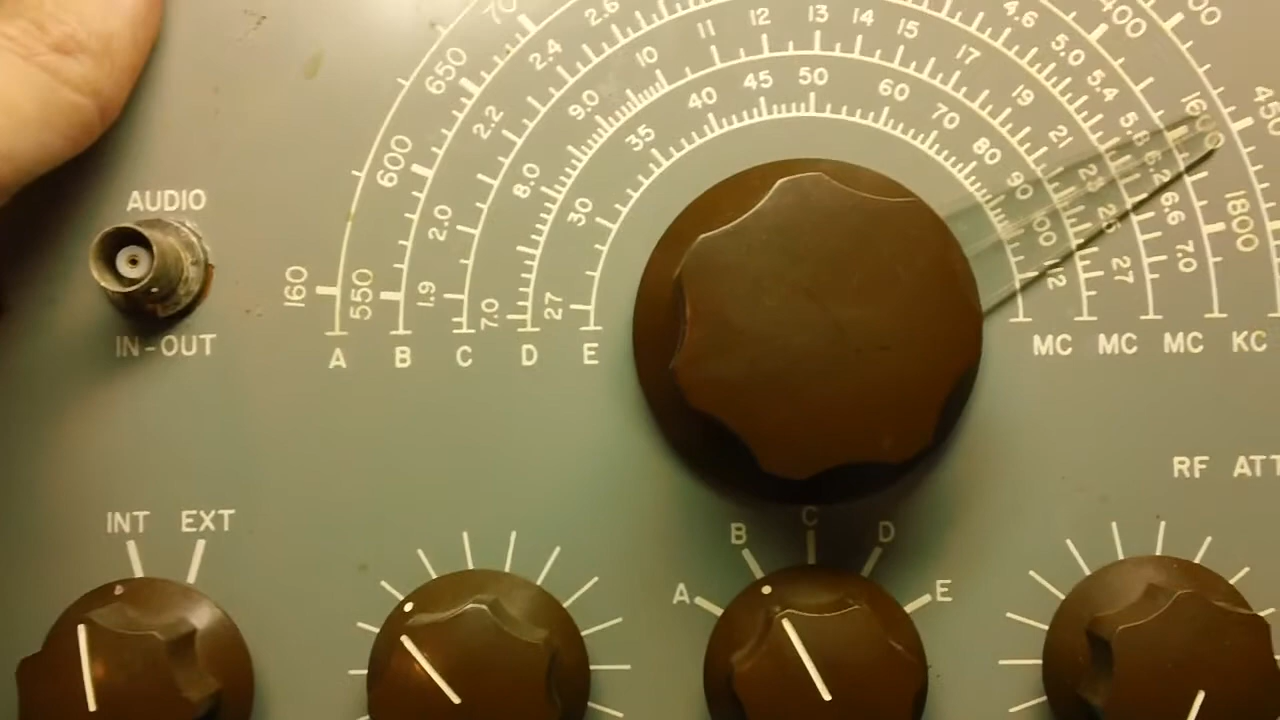 AUDIO
IN-OUT
160 650
550 600 650 400 450 1800
1.9 2.0 2.2 2.4 2.6 4.6 5.0 5.4 5.8 6.2 6.6 7.0
7.0 8.0 9.0 10 11 12 13 14 15 17 19 21 27
27 30 35 40 45 50 60 70 80 90 100
A B C D E
MC MC MC KC
RF ATT
INT EXT
A B C D E